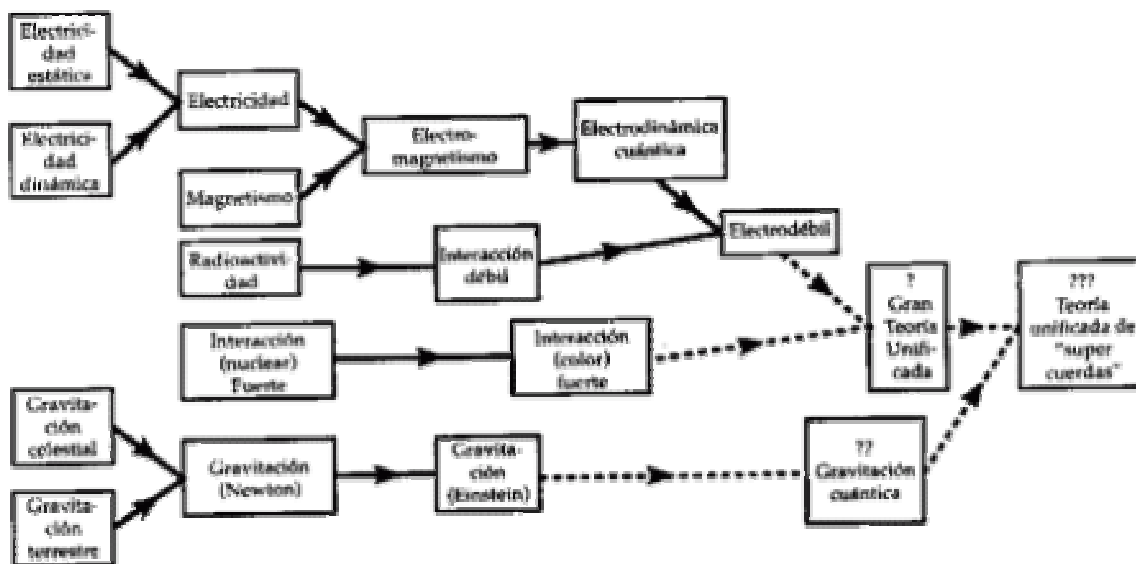 Electrici-
dad
estática
Electrici-
dad
dinámica
Electricidad
Magnetismo
Electro-
magnetismo
Electrodinámica
cuántica
Radioactivi-
dad
Interacción
débil
Electrodébil
Interacción
(nuclear)
Fuerte
Interacción
(color)
fuerte
?
Gran
Teoría
Unifi-
cada
???
Teoría
unificada de
"super
cuerdas"
Gravita-
ción
celestial
Gravita-
ción
terrestre
Gravitación
(Newton)
Gravita-
ción
(Einstein)
??
Gravitación
cuántica